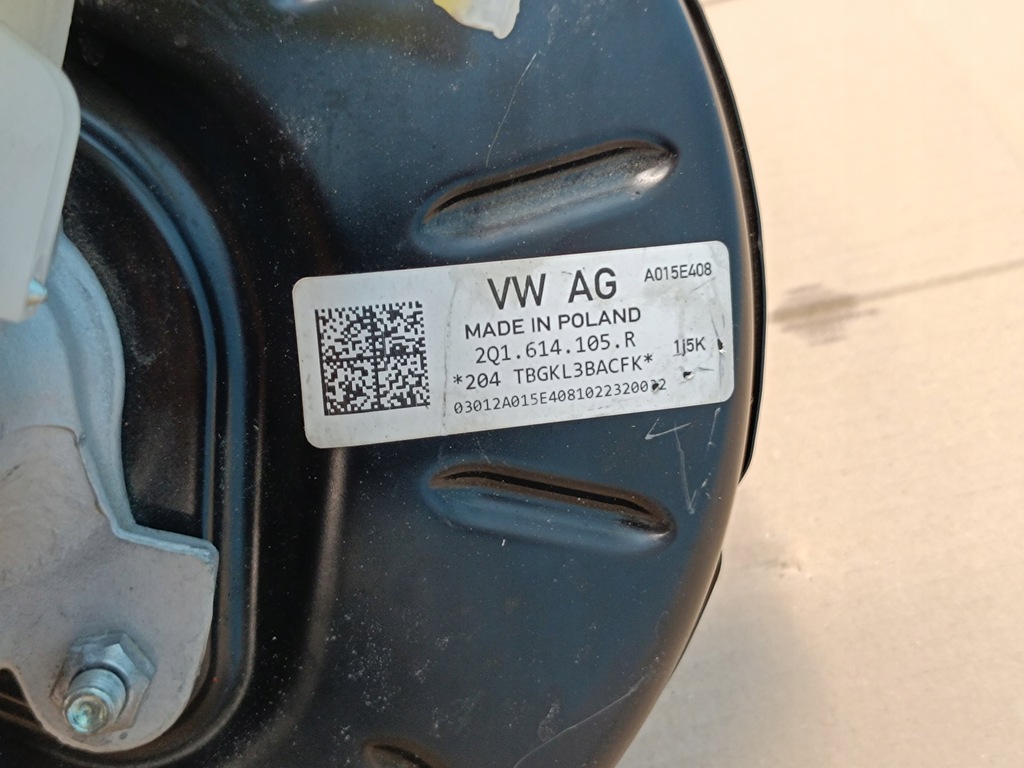 VW AG A015E408
MADE IN POLAND
2Q1.614.105.R 1J5K
*204 TBGKL3BACFK*